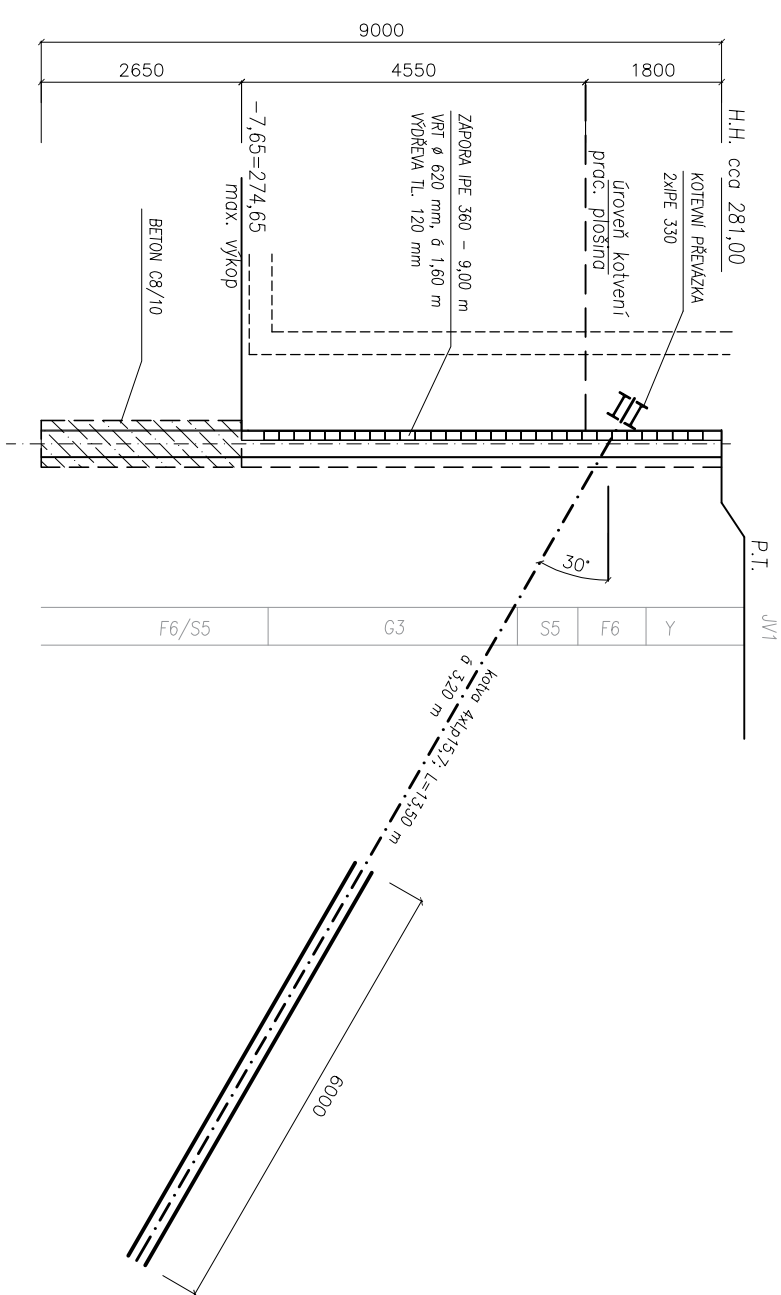 9000
2650
4550
1800
H.H. cca 281,00
KOTEVNÍ PŘEVÁZKA
2xIPE 330
úroveň kotvení
prac. plošina
ZÁPORA IPE 360 - 9,00 m
VRT ø 620 mm, á 1,60 m
VÝDŘEVA TL. 120 mm
-7,65=274,65
max. výkop
BETON C8/10
P.T.
JV1
30°
F6/S5
G3
S5
F6
Y
kotva 4xLp15,7; L=13,50 m
á 3,20 m
6000